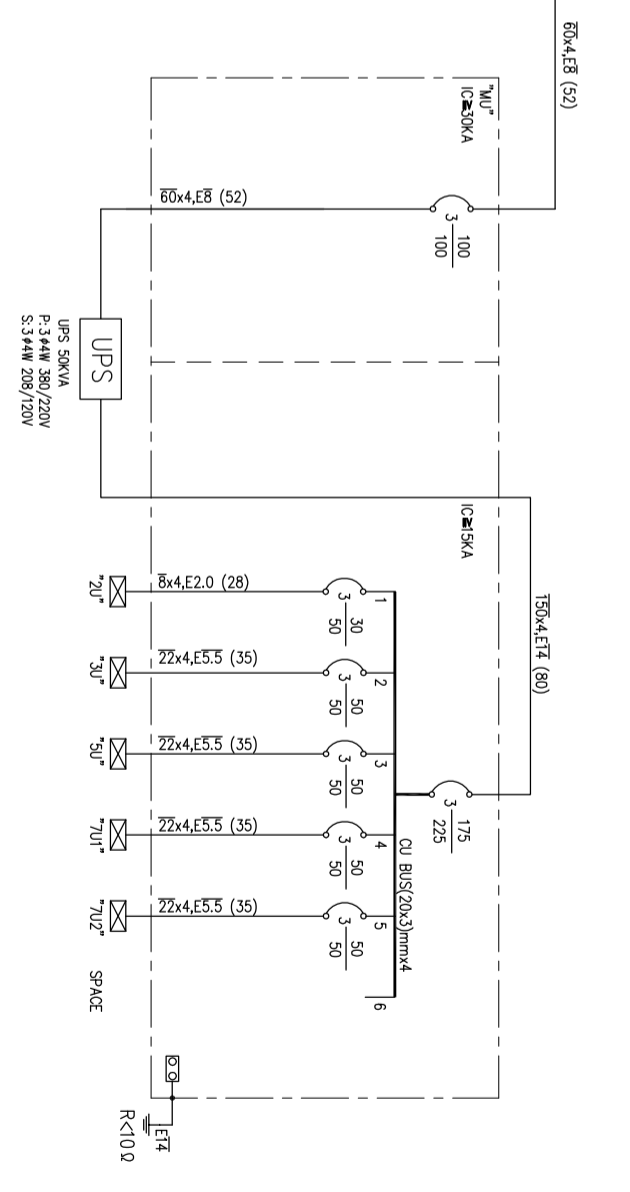 60x4,E8 (52)
"MU"
IC≧30KA
60x4,E8 (52)
3 100
100
UPS
UPS 50KVA
P:3φ4W 380/220V
S:3φ4W 208/120V
IC≧15KA
150x4,E14 (80)
3 175
225
CU BUS(20x3)mmx4
1
3 30
50
8x4,E2.0 (28)
"2U"
2
3 50
50
22x4,E5.5 (35)
"3U"
3
3 50
50
22x4,E5.5 (35)
"5U"
4
3 50
50
22x4,E5.5 (35)
"7U1"
5
3 50
50
22x4,E5.5 (35)
"7U2"
6
SPACE
E14
R<10Ω